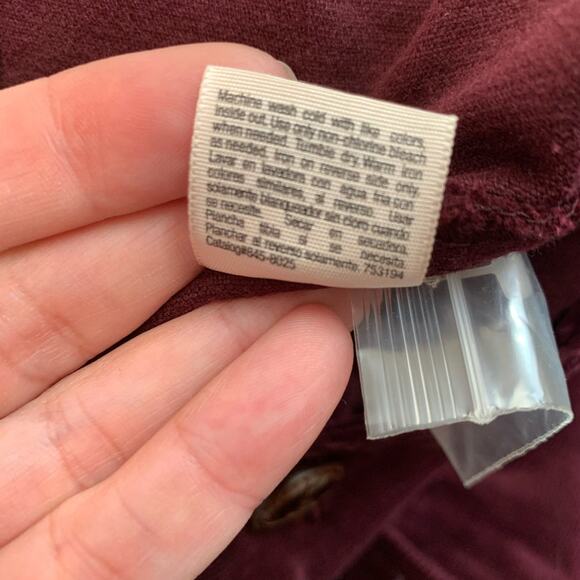 Machine wash cold with like colors,
inside out. Use only non-chlorine bleach
when needed. Tumble dry. Warm iron
as needed. Iron on reverse side only
Lavar en lavadora con agua fria con
colores similares, al reverso. Usar
solamente blanqueador sin cloro cuando
se necesite. Secar en secadora.
Plancha tibia si se necesita.
Planchar al reverso solamente. 753194
Catalog#845-8025